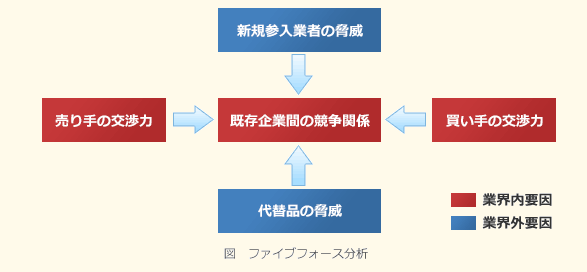 新規参入業者の脅威
売り手の交渉力
既存企業間の競争関係
買い手の交渉力
代替品の脅威
業界内要因
業界外要因
図　ファイブフォース分析